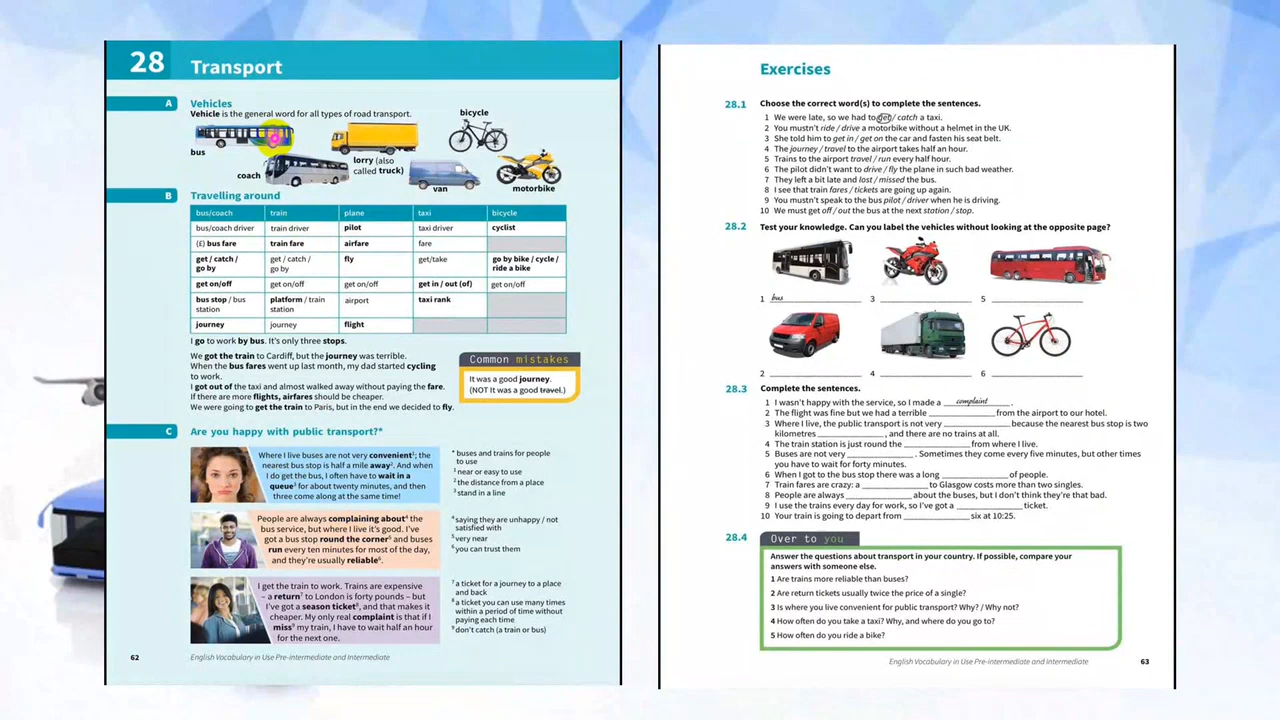 28 Transport
A Vehicles
Vehicle is the general word for all types of road transport.
bus
coach
lorry (also
called truck)
van
bicycle
motorbike
B Travelling around
bus/coach train plane taxi bicycle
bus/coach driver train driver pilot taxi driver cyclist
(£) bus fare train fare airfare fare
get / catch / go by get / catch / go by fly get/take go by bike / cycle / ride a bike
get on/off get on/off get on/off get in / out (of) get on/off
bus stop / bus station platform / train station airport taxi rank
journey journey flight
I go to work by bus. It's only three stops.
We got the train to Cardiff, but the journey was terrible.
When the bus fares went up last month, my dad started cycling
to work.
I got out of the taxi and almost walked away without paying the fare.
If there are more flights, airfares should be cheaper.
We were going to get the train to Paris, but in the end we decided to fly.
Common mistakes
It was a good journey.
(NOT It was a good travel.)
C Are you happy with public transport?*
Where I live buses are not very convenient1; the
nearest bus stop is half a mile away2. And when
I do get the bus, I often have to wait in a
queue3 for about twenty minutes, and then
three come along at the same time!
* buses and trains for people
to use
1 near or easy to use
2 the distance from a place
3 stand in a line
People are always complaining about4 the
bus service, but where I live it's good. I've
got a bus stop round the corner5 and buses
run every ten minutes for most of the day,
and they're usually reliable6.
4 saying they are unhappy / not
satisfied with
5 very near
6 you can trust them
I get the train to work. Trains are expensive
– a return7 to London is forty pounds – but
I've got a season ticket8, and that makes it
cheaper. My only real complaint is that if I
miss9 my train, I have to wait half an hour
for the next one.
7 a ticket for a journey to a place
and back
8 a ticket you can use many times
within a period of time without
paying each time
9 don't catch (a train or bus)
62 English Vocabulary in Use Pre-intermediate and Intermediate
Exercises
28.1 Choose the correct word(s) to complete the sentences.
1 We were late, so we had to get / catch a taxi.
2 You mustn't ride / drive a motorbike without a helmet in the UK.
3 She told him to get in / get on the car and fasten his seat belt.
4 The journey / travel to the airport takes half an hour.
5 Trains to the airport travel / run every half hour.
6 The pilot didn't want to drive / fly the plane in such bad weather.
7 They left a bit late and lost / missed the bus.
8 I see that train fares / tickets are going up again.
9 You mustn't speak to the bus pilot / driver when he is driving.
10 We must get off / out the bus at the next station / stop.
28.2 Test your knowledge. Can you label the vehicles without looking at the opposite page?
1 bus 3 5
2 4 6
28.3 Complete the sentences.
1 I wasn't happy with the service, so I made a complaint .
2 The flight was fine but we had a terrible ____________ from the airport to our hotel.
3 Where I live, the public transport is not very ____________ because the nearest bus stop is two
kilometres ____________ , and there are no trains at all.
4 The train station is just round the ____________ from where I live.
5 Buses are not very ____________ . Sometimes they come every five minutes, but other times
you have to wait for forty minutes.
6 When I got to the bus stop there was a long ____________ of people.
7 Train fares are crazy: a ____________ to Glasgow costs more than two singles.
8 People are always ____________ about the buses, but I don't think they're that bad.
9 I use the trains every day for work, so I've got a ____________ ticket.
10 Your train is going to depart from ____________ six at 10:25.
28.4 Over to you
Answer the questions about transport in your country. If possible, compare your
answers with someone else.
1 Are trains more reliable than buses?
2 Are return tickets usually twice the price of a single?
3 Is where you live convenient for public transport? Why? / Why not?
4 How often do you take a taxi? Why, and where do you go to?
5 How often do you ride a bike?
English Vocabulary in Use Pre-intermediate and Intermediate 63